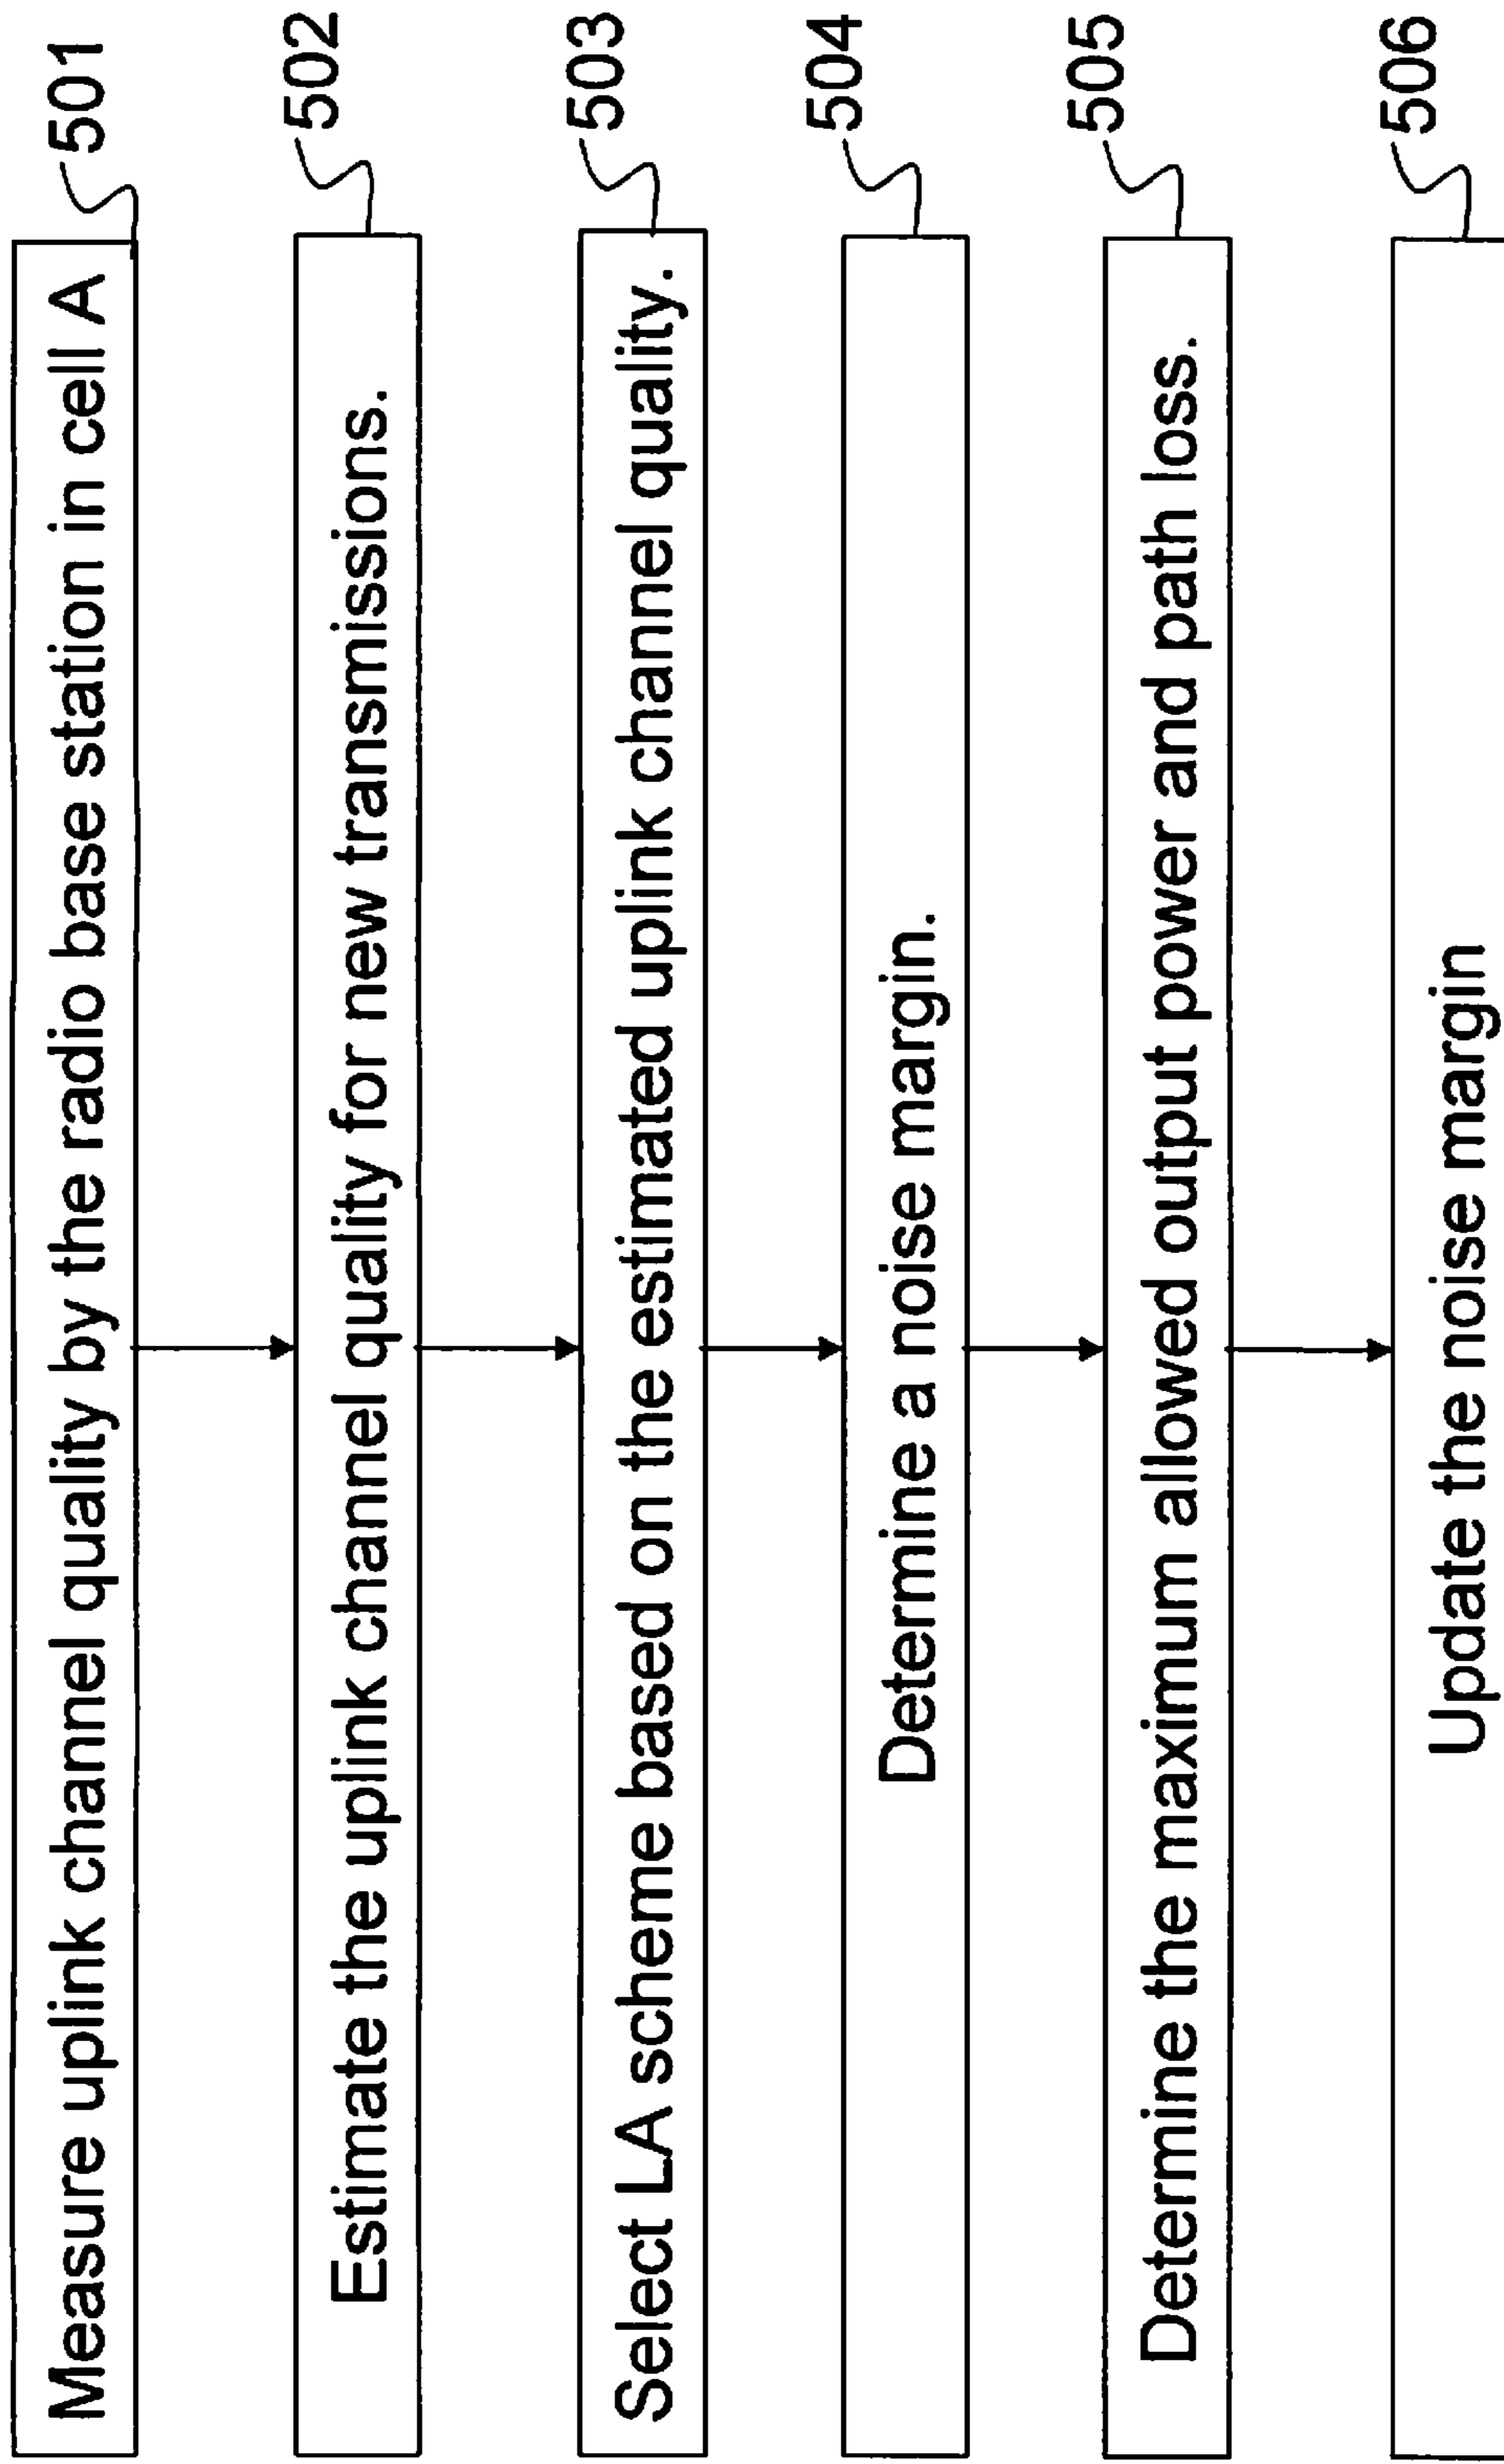 Measure uplink channel quality by the radio base station in cell A
501
Estimate the uplink channel quality for new transmissions.
502
Select LA scheme based on the estimated uplink channel quality.
503
Determine a noise margin.
504
Determine the maximum allowed output power and path loss.
505
Update the noise margin
506